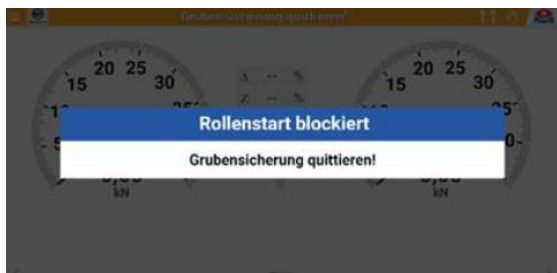 Grubensicherung quittieren!
20 25
15 30
A -- %
Z -- %
20 25
15 30
Rollenstart blockiert
Grubensicherung quittieren!
kN
kN